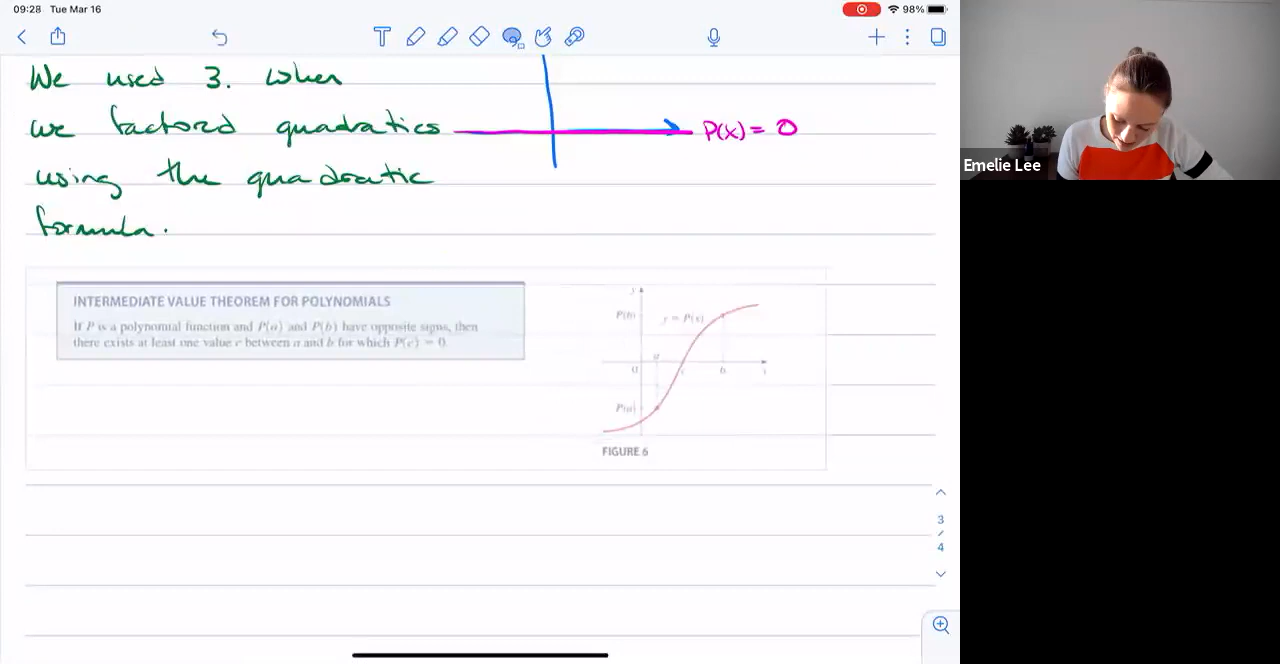 09:28 Tue Mar 16
98%
We used 3. when
we factored quadratics
P(x) = 0
using the quadratic
formula.
Emelie Lee
INTERMEDIATE VALUE THEOREM FOR POLYNOMIALS
If P is a polynomial function and P(a) and P(b) have opposite signs, then
there exists at least one value c between a and b for which P(c) = 0.
y
P(b)
y = P(x)
a
0
c
b
x
P(a)
FIGURE 6
3
/
4